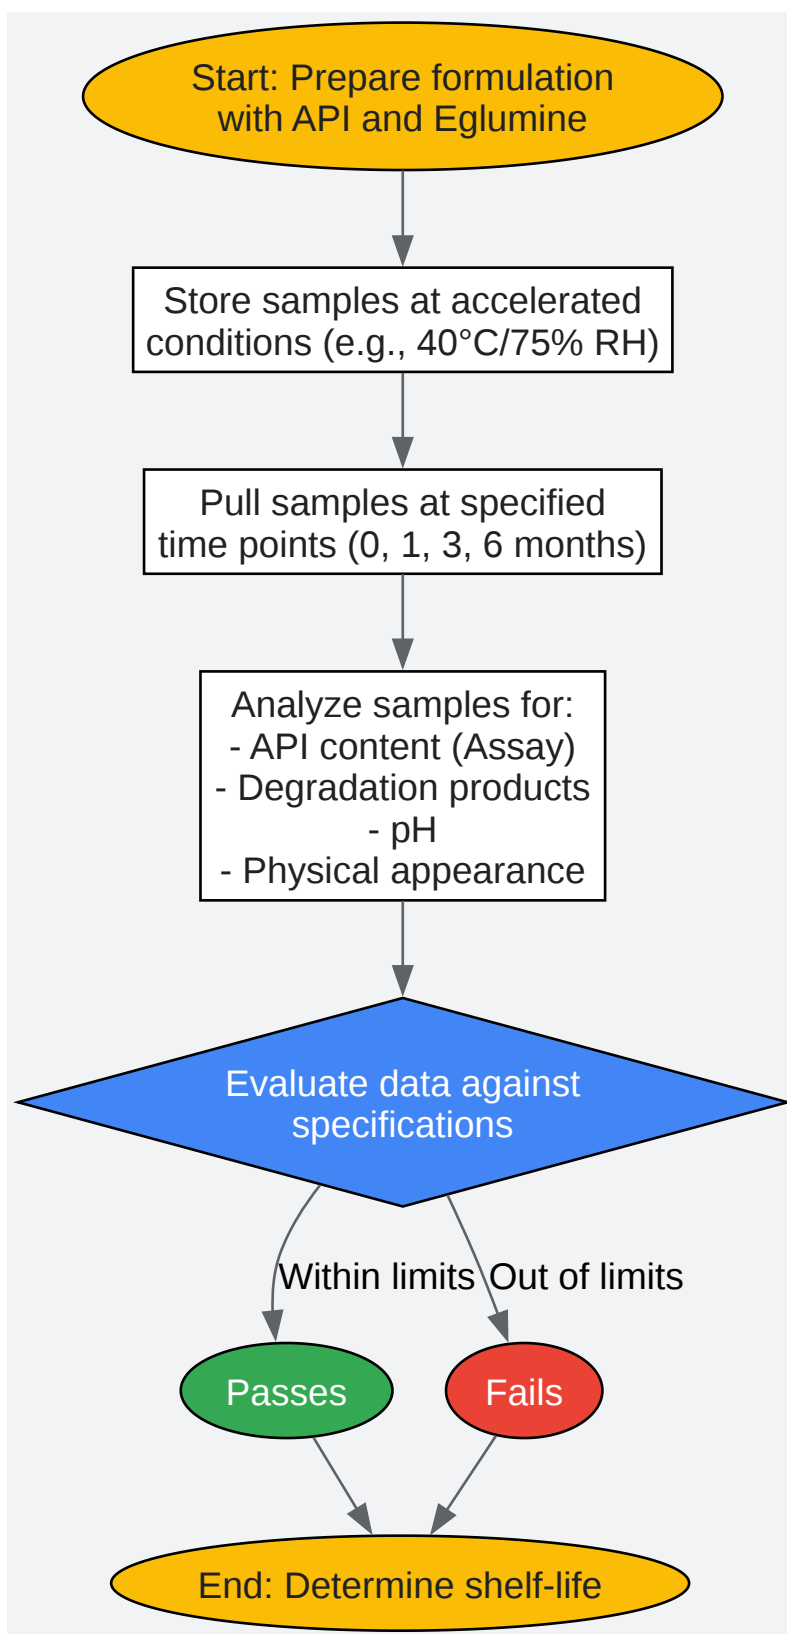 Start: Prepare formulation
with API and Eglumine
Store samples at accelerated
conditions (e.g., 40°C/75% RH)
Pull samples at specified
time points (0, 1, 3, 6 months)
Analyze samples for:
- API content (Assay)
- Degradation products
- pH
- Physical appearance
Evaluate data against
specifications
Within limits
Out of limits
Passes
Fails
End: Determine shelf-life